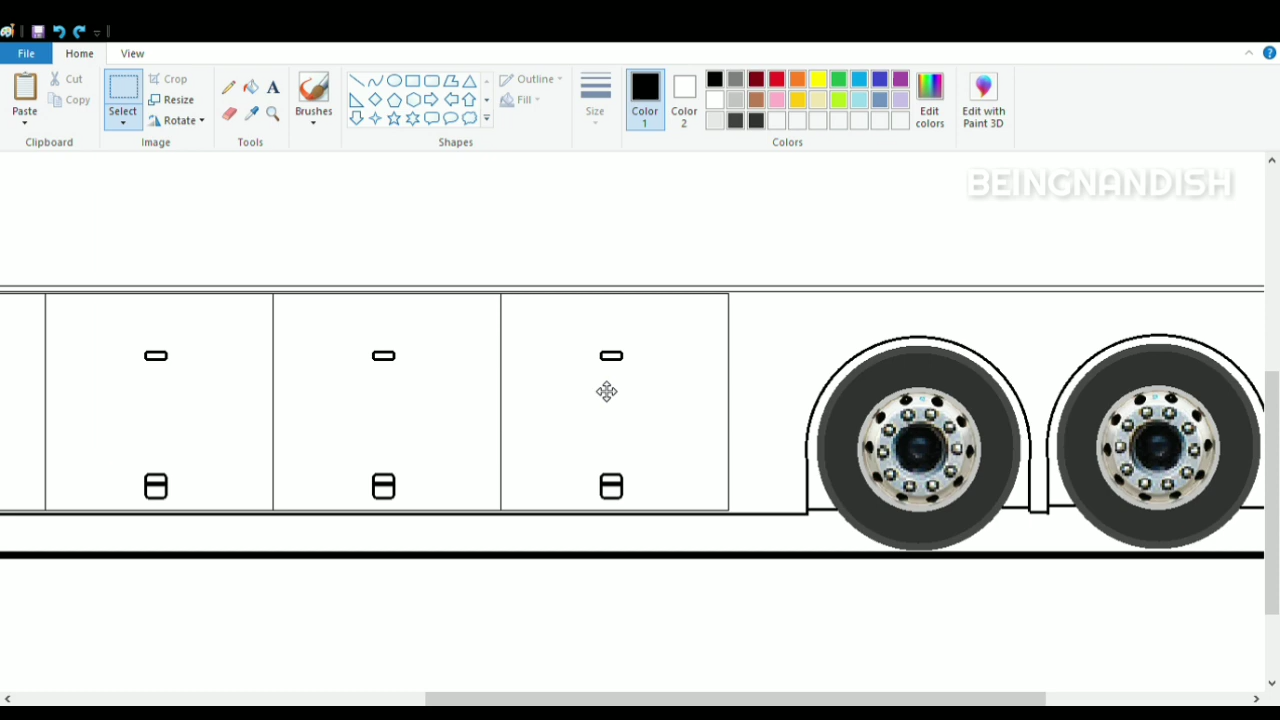 File Home View
Paste
Cut
Copy
Clipboard
Select
Crop
Resize
Rotate
Image
Tools
Brushes
Shapes
Outline
Fill
Size
Color
1
Color
2
Edit
colors
Colors
Edit with
Paint 3D
BEINGNANDISH